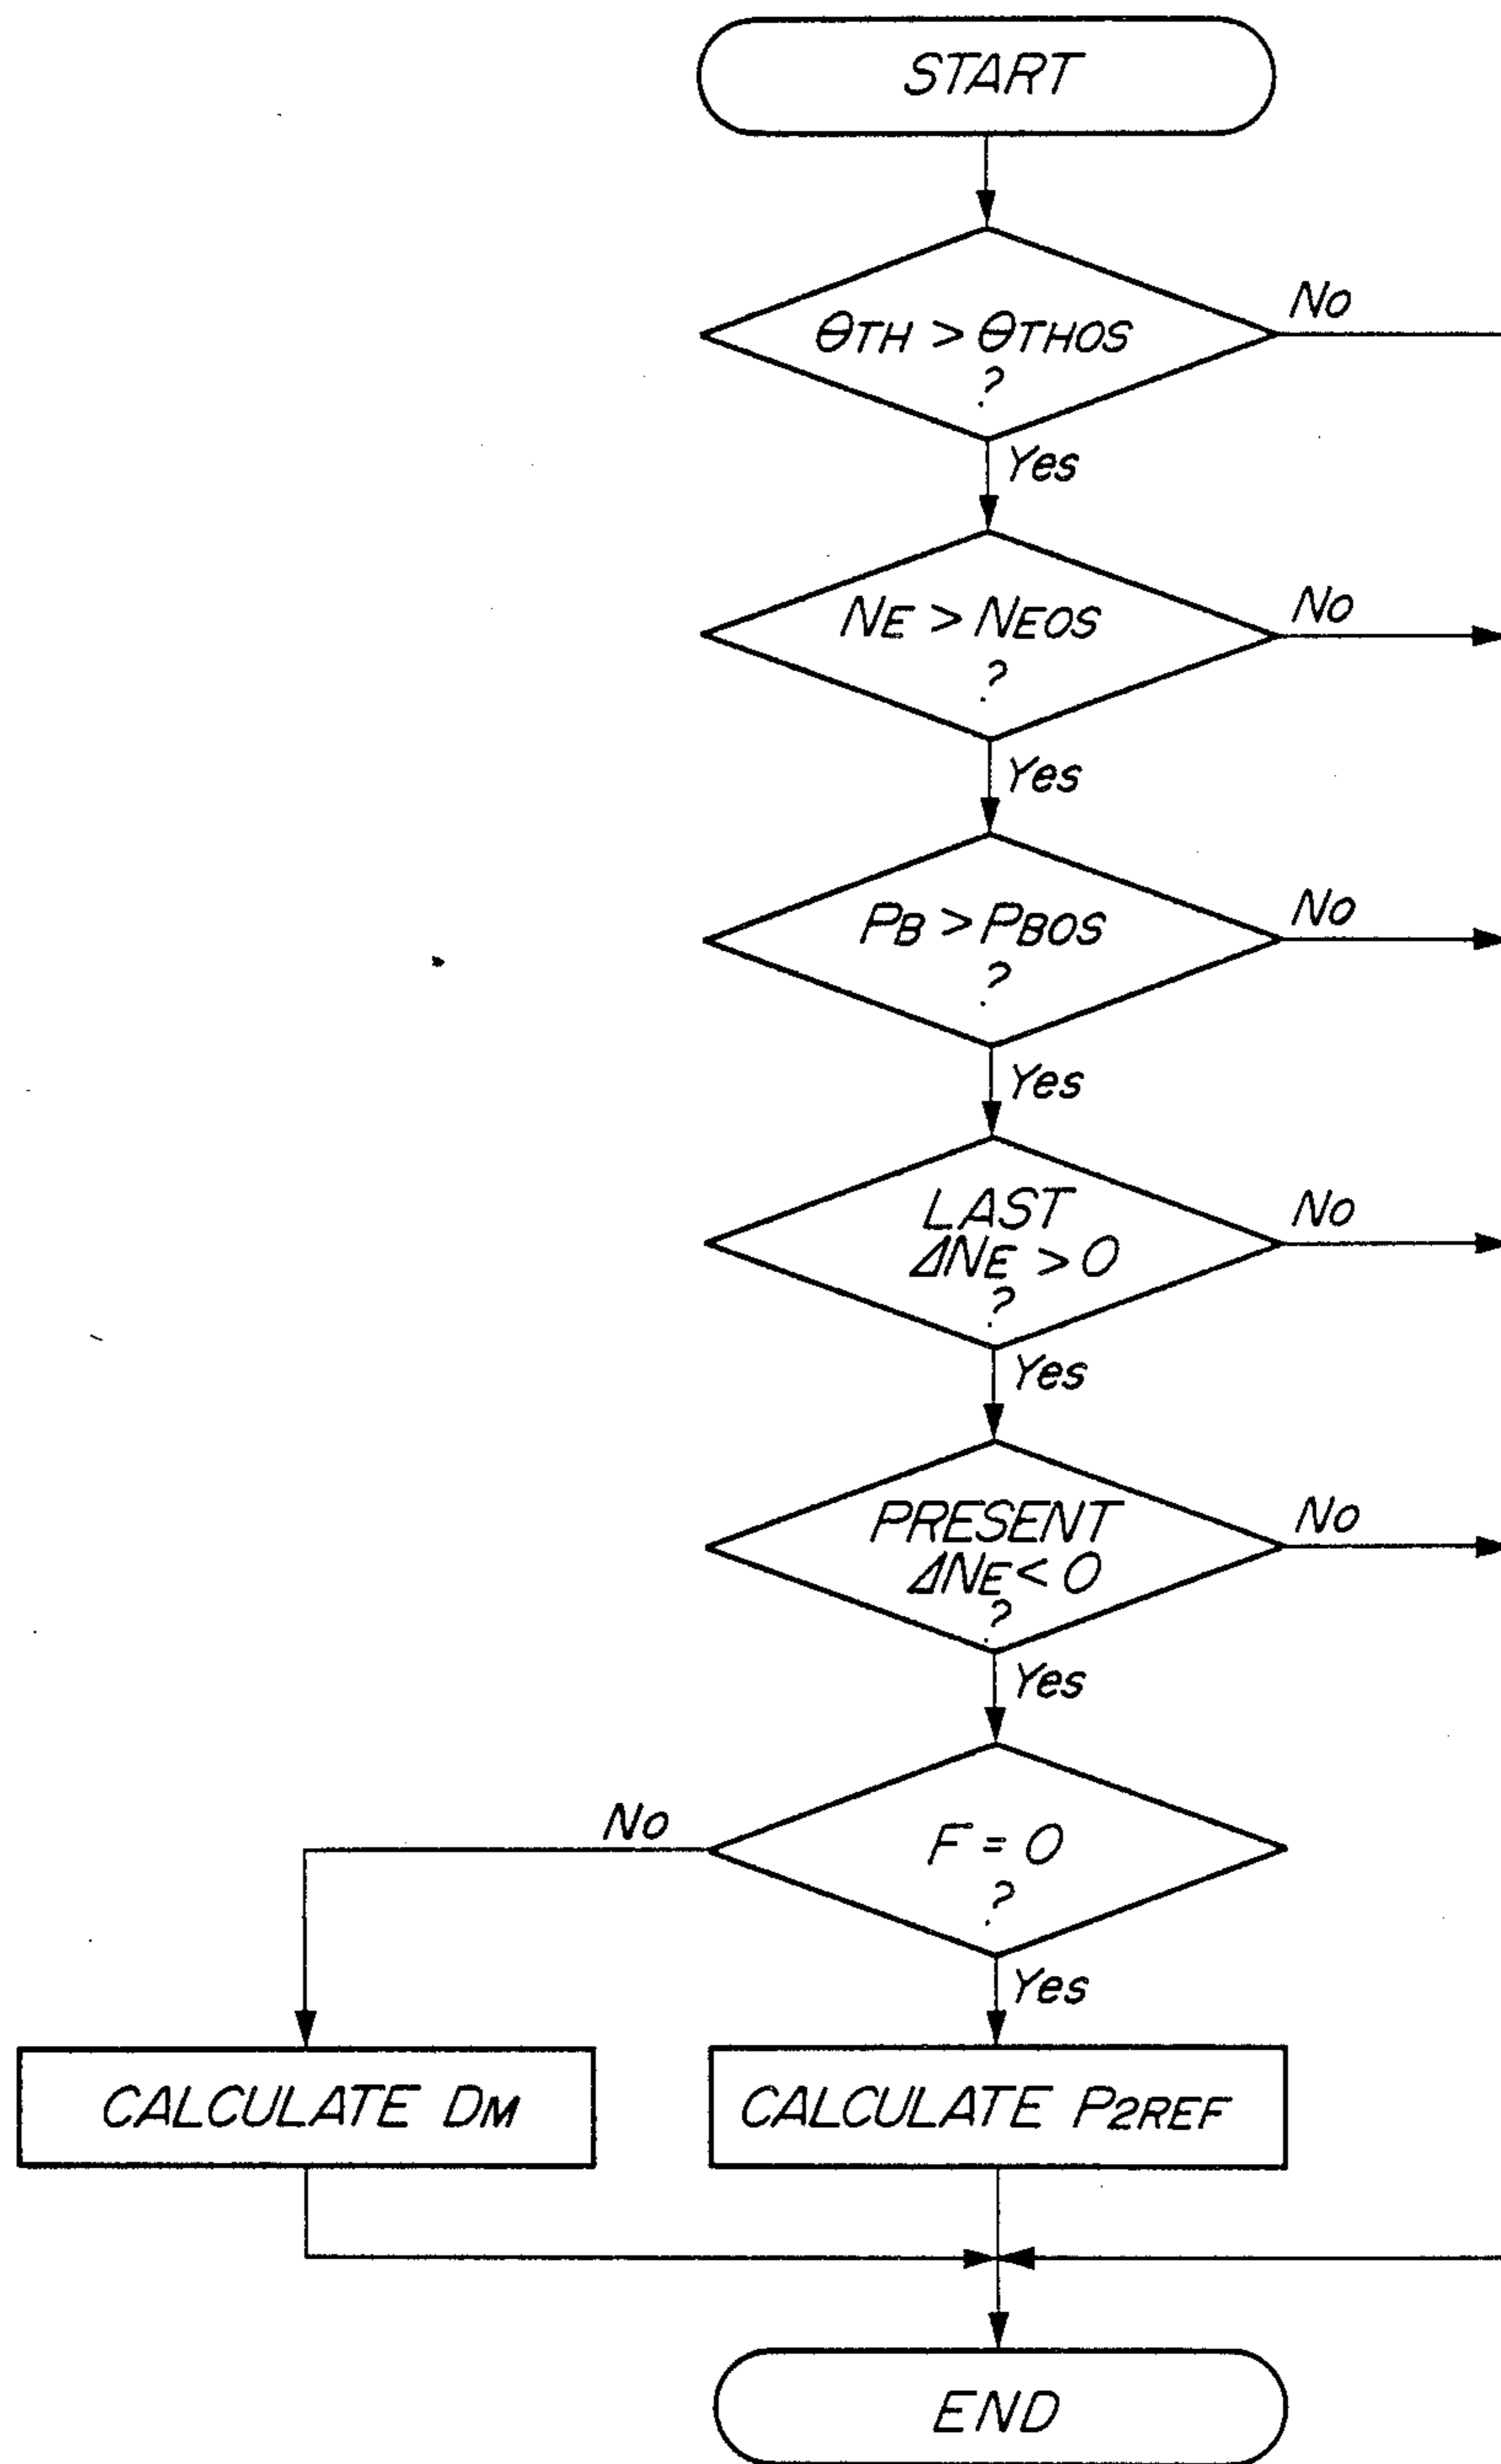 START
θTH > θTHOS
?
No
Yes
NE > NEOS
?
No
Yes
PB > PBOS
?
No
Yes
LAST
ΔNE > 0
?
No
Yes
PRESENT
ΔNE < 0
?
No
Yes
F = 0
?
No
Yes
CALCULATE DM
CALCULATE P2REF
END